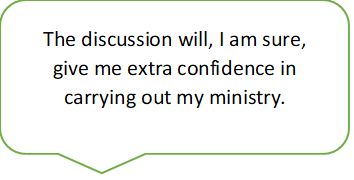 The discussion will, I am sure,
give me extra confidence in
carrying out my ministry.